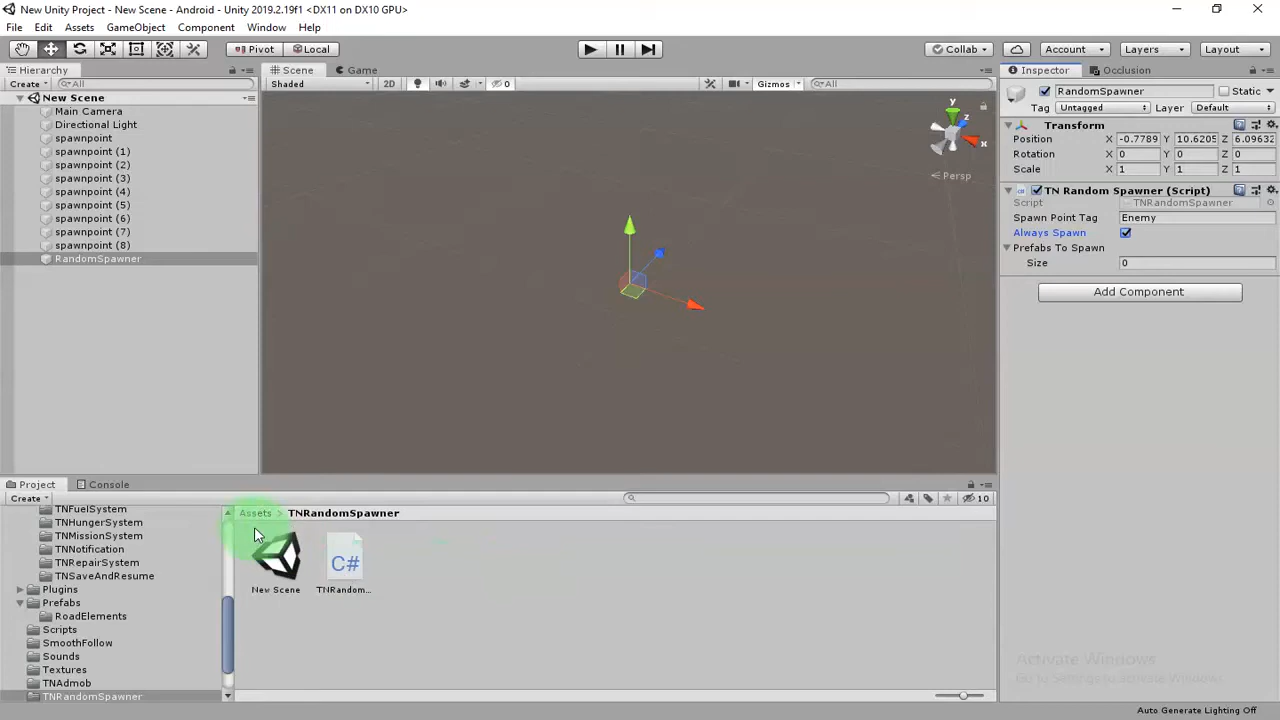 New Unity Project - New Scene - Android - Unity 2019.2.19f1 <DX11 on DX10 GPU>
File Edit Assets GameObject Component Window Help
Pivot Local Collab Account Layers Layout
Hierarchy Scene Game Inspector Occlusion
Create All Shaded 2D 0 Gizmos All
RandomSpawner Static
New Scene
Tag Untagged Layer Default
Main Camera
Directional Light
Transform
spawnpoint
Position X -0.7789 Y 10.6205 Z 6.09632
spawnpoint (1)
Rotation X 0 Y 0 Z 0
spawnpoint (2)
Scale X 1 Y 1 Z 1
spawnpoint (3)
TN Random Spawner (Script)
spawnpoint (4)
Script TNRandomSpawner
spawnpoint (5)
Spawn Point Tag Enemy
spawnpoint (6)
Always Spawn
spawnpoint (7)
Prefabs To Spawn
spawnpoint (8)
Size 0
RandomSpawner
Add Component
y
z
x
Persp
Project Console
Create 10
Assets > TNRandomSpawner
TNFuelSystem
TNHungerSystem
TNMissionSystem
TNNotification
TNRepairSystem
TNSaveAndResume
Plugins
Prefabs
RoadElements
Scripts
SmoothFollow
Sounds
Textures
TNAdmob
TNRandomSpawner
C#
New Scene TNRandom...
Activate Windows
Go to Settings to activate Windows.
Auto Generate Lighting Off